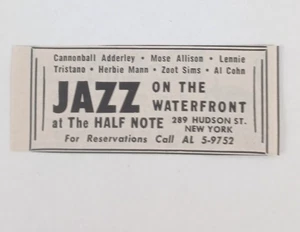 Cannonball Adderley • Mose Allison • Lennie
Tristano • Herbie Mann • Zoot Sims • Al Cohn
JAZZ ON THE
WATERFRONT
at The HALF NOTE 289 HUDSON ST.
NEW YORK
For Reservations Call AL 5-9752